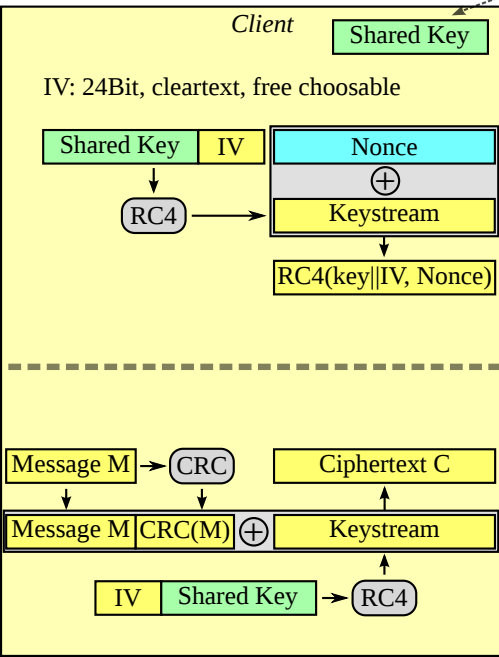 Client
Shared Key
IV: 24Bit, cleartext, free choosable
Shared Key IV Nonce
RC4 Keystream
RC4(key||IV, Nonce)
Message M CRC Ciphertext C
Message M CRC(M) Keystream
IV Shared Key RC4